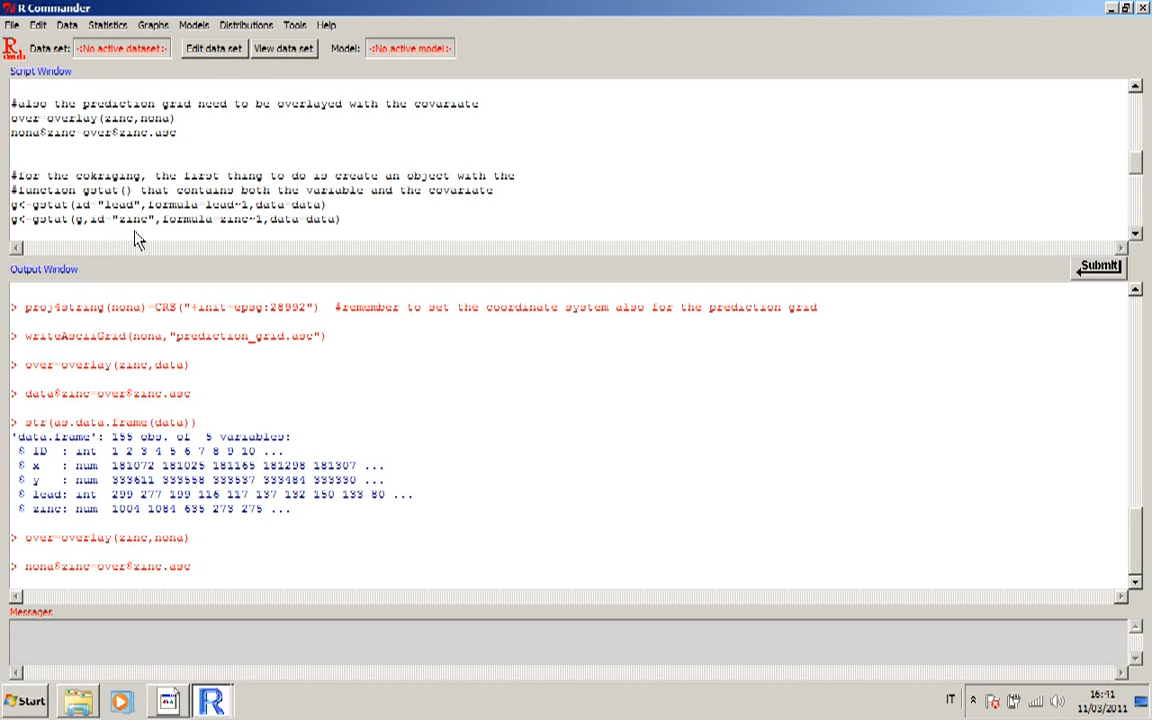 R Commander
File Edit Data Statistics Graphs Models Distributions Tools Help
R cmdr Data set: <No active dataset> Edit data set View data set Model: <No active model>
Script Window
#also the prediction grid need to be overlayed with the covariate
over=overlay(zinc,nona)
nona$zinc=over$zinc.asc
#for the cokriging, the first thing to do is create an object with the
#function gstat() that contains both the variable and the covariate
g<-gstat(id="lead",formula=lead~1,data=data)
g<-gstat(g,id="zinc",formula=zinc~1,data=data)
Output Window
Submit
> proj4string(nona)=CRS("+init=epsg:28992")  #remember to set the coordinate system also for the prediction grid
> writeAsciiGrid(nona,"prediction_grid.asc")
> over=overlay(zinc,data)
> data$zinc=over$zinc.asc
> str(as.data.frame(data))
'data.frame': 155 obs. of  5 variables:
$ ID  : int  1 2 3 4 5 6 7 8 9 10 ...
$ x   : num  181072 181025 181165 181298 181307 ...
$ y   : num  333611 333558 333537 333484 333330 ...
$ lead: int  299 277 199 116 117 137 132 150 133 80 ...
$ zinc: num  1004 1084 635 273 275 ...
> over=overlay(zinc,nona)
> nona$zinc=over$zinc.asc
Messages
Start
IT
16:41
11/03/2011